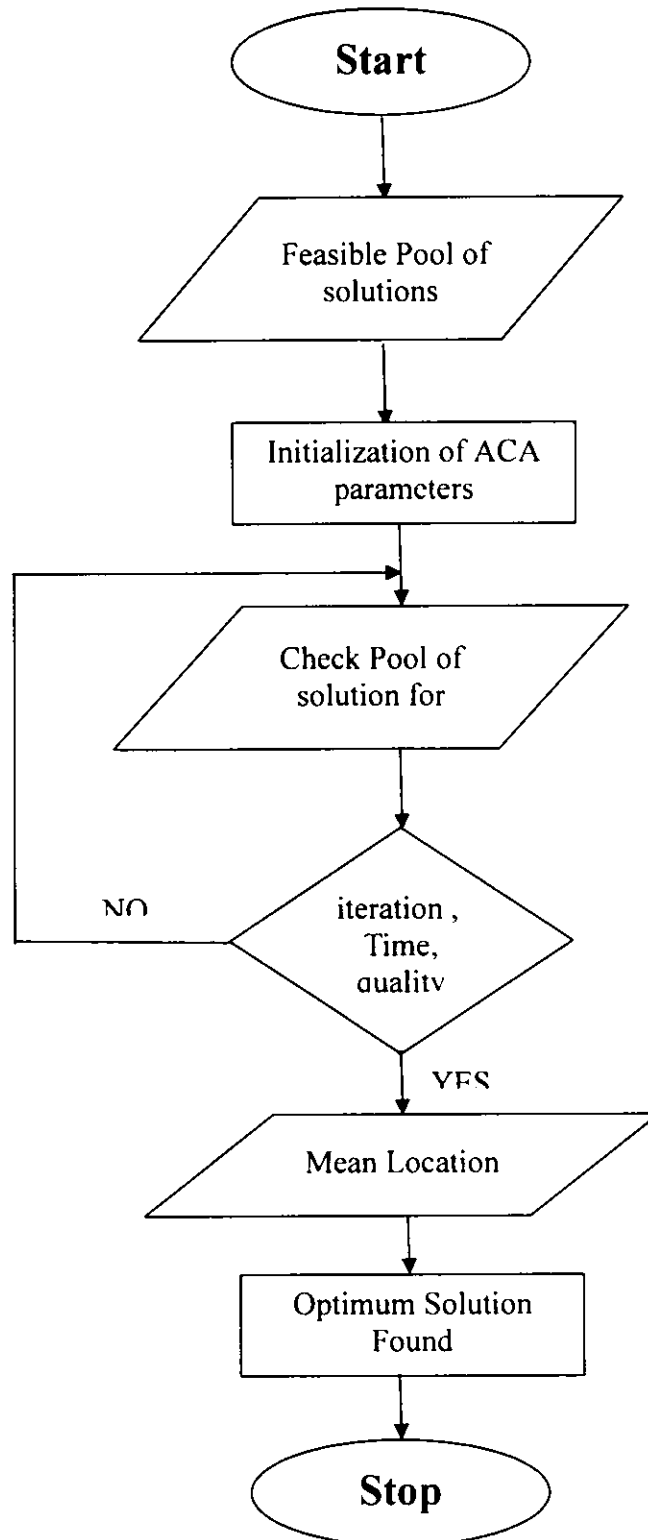 Start
Feasible Pool of
solutions
Initialization of ACA
parameters
Check Pool of
solution for
iteration ,
Time,
quality
NO
YES
Mean Location
Optimum Solution
Found
Stop